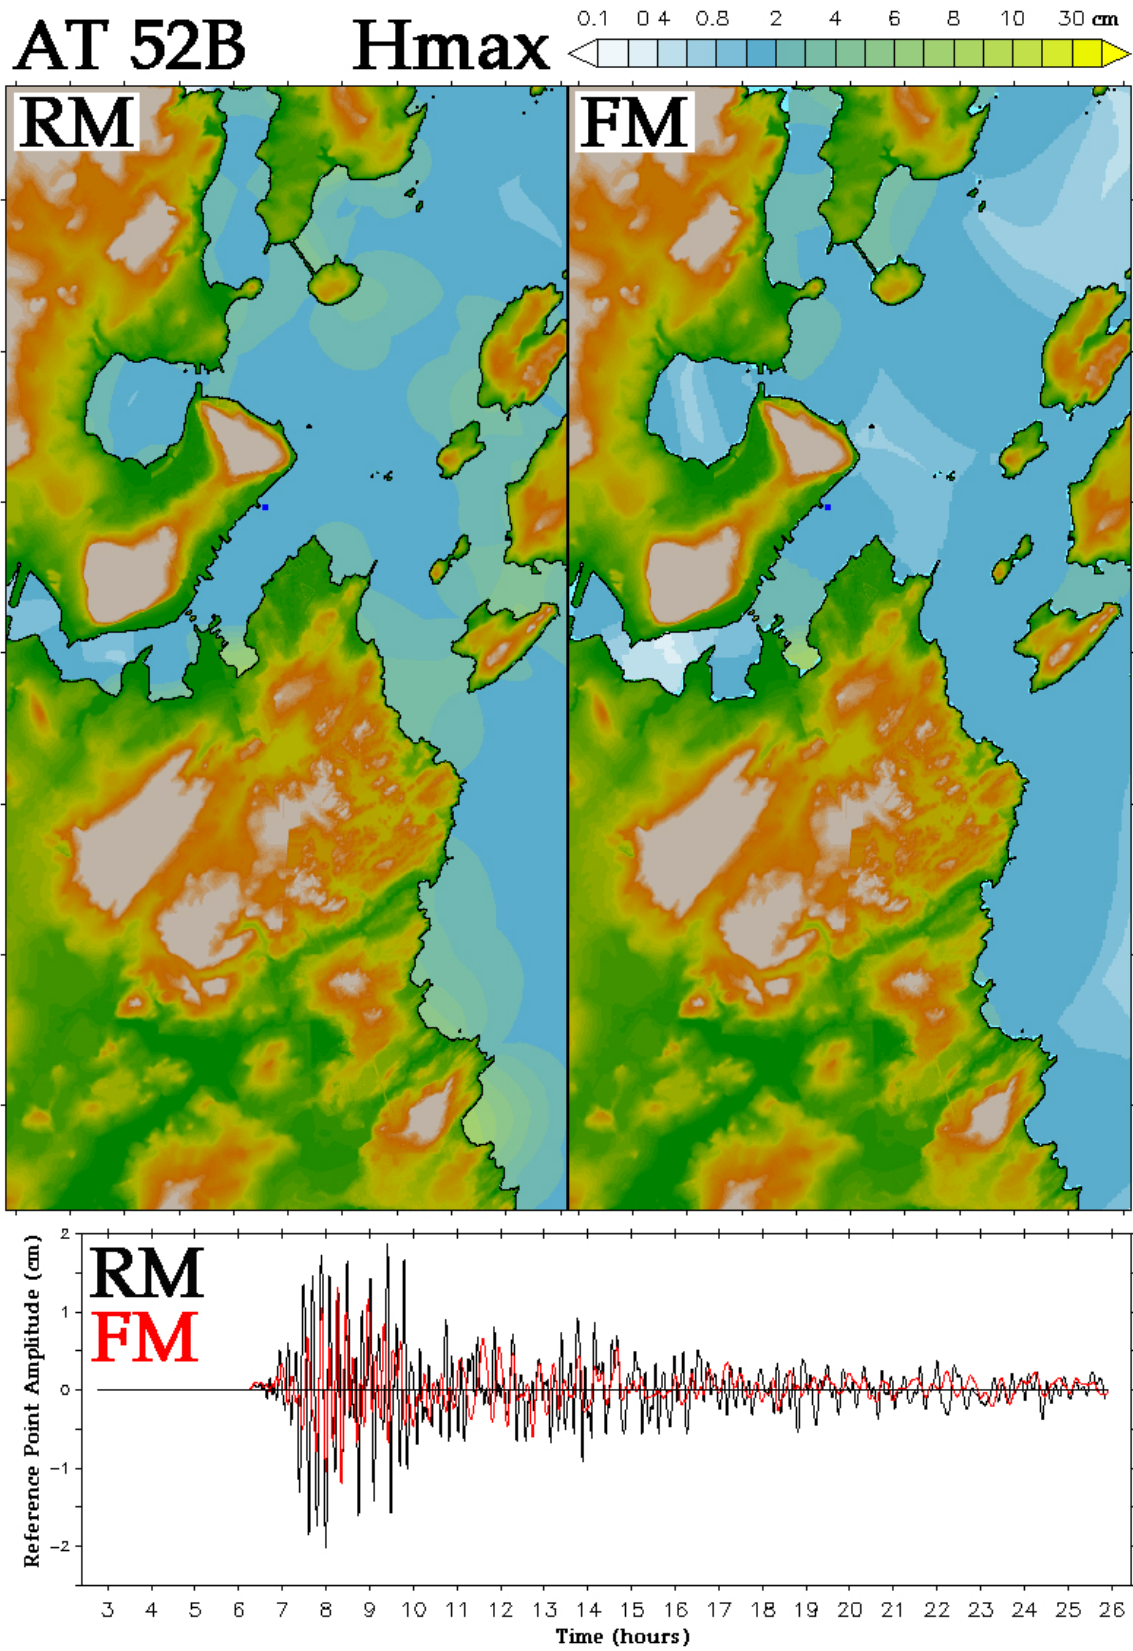 AT 52B Hmax
0.1 0 4 0.8 2 4 6 8 10 30 cm
RM FM
RM
FM
Reference Point Amplitude (cm)
2
1
0
−1
−2
3 4 5 6 7 8 9 10 11 12 13 14 15 16 17 18 19 20 21 22 23 24 25 26
Time (hours)